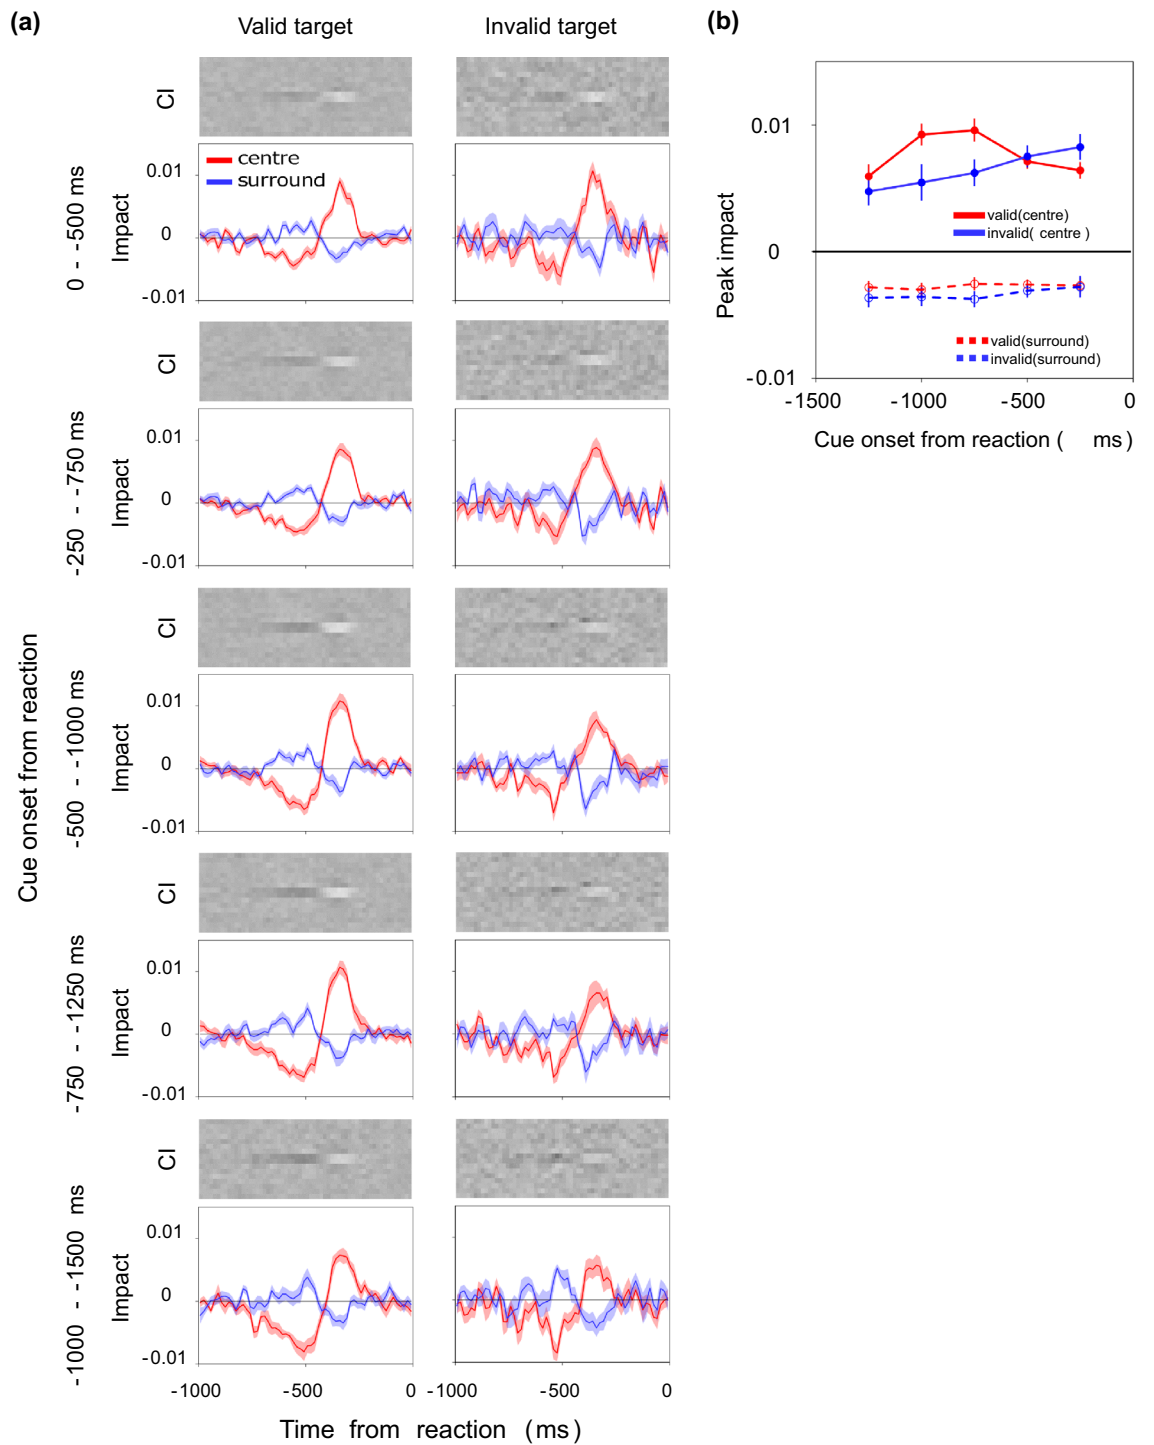 (a)
Valid target
Invalid target
(b)
CI
0 - -500 ms
Impact
0.01
0
-0.01
centre
surround
CI
-250 - -750 ms
Impact
0.01
0
-0.01
CI
-500 - -1000 ms
Impact
0.01
0
-0.01
CI
-750 - -1250 ms
Impact
0.01
0
-0.01
CI
-1000 - -1500 ms
Impact
0.01
0
-0.01
Cue onset from reaction
-1000 -500 0
-1000 -500 0
Time from reaction (ms)
Peak impact
0.01
0
-0.01
valid(centre)
invalid( centre )
valid(surround)
invalid(surround)
-1500 -1000 -500 0
Cue onset from reaction ( ms)